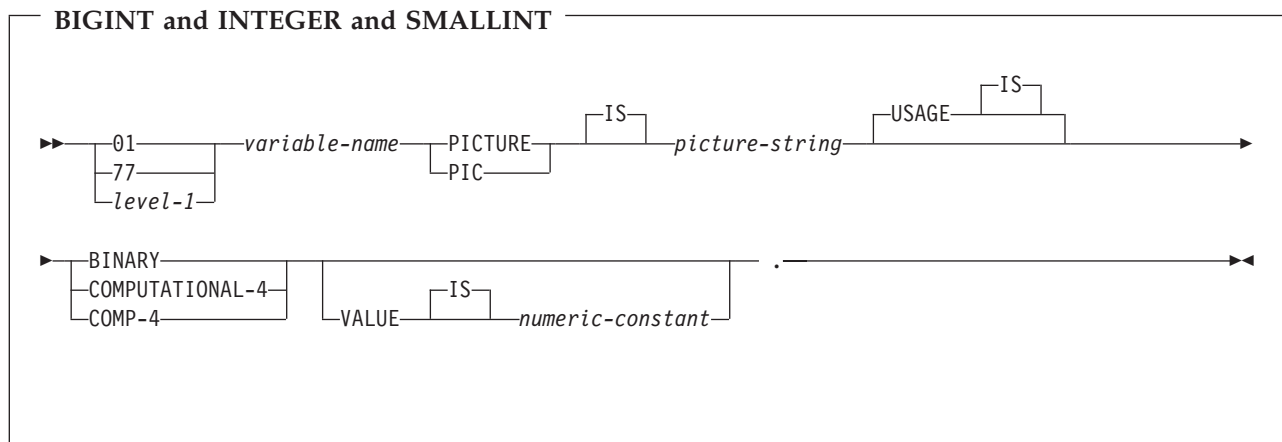 BIGINT and INTEGER and SMALLINT
IS
IS USAGE
01 variable-name PICTURE picture-string
77 PIC
level-1
BINARY .
COMPUTATIONAL-4 IS
COMP-4 VALUE numeric-constant